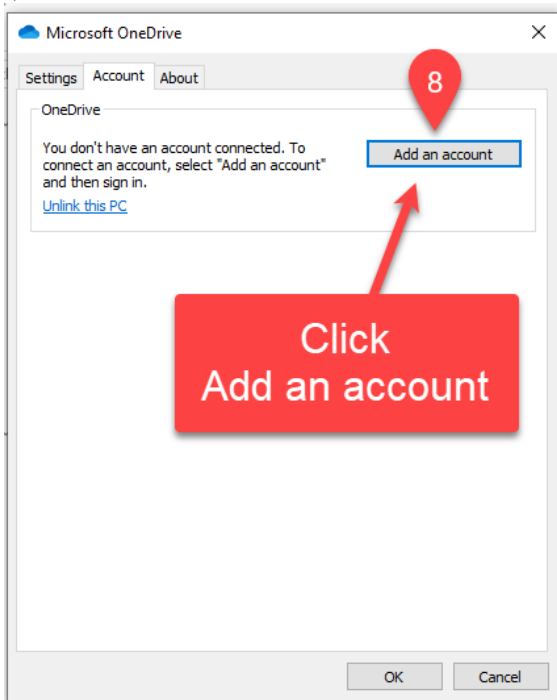 Microsoft OneDrive
Settings Account About
8
OneDrive
You don't have an account connected. To
connect an account, select "Add an account"
and then sign in.
Add an account
Unlink this PC
Click
Add an account
OK Cancel